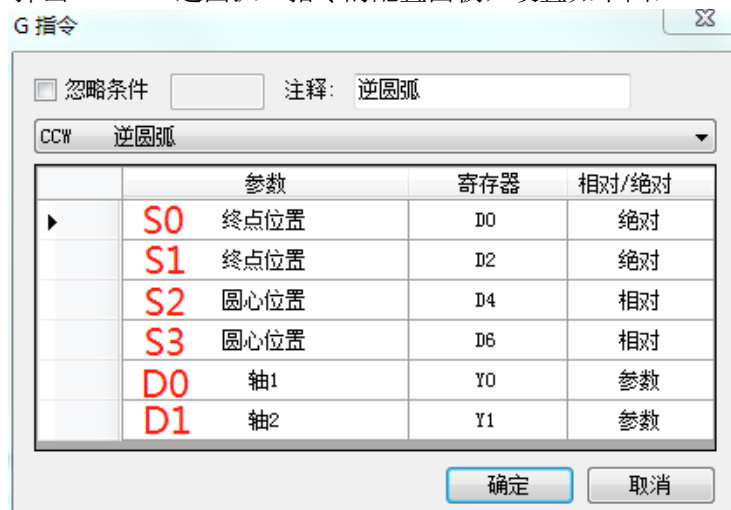 G 指令
忽略条件 注释: 逆圆弧
CCW 逆圆弧
参数 寄存器 相对/绝对
S0 终点位置 D0 绝对
S1 终点位置 D2 绝对
S2 圆心位置 D4 相对
S3 圆心位置 D6 相对
D0 轴1 Y0 参数
D1 轴2 Y1 参数
确定 取消